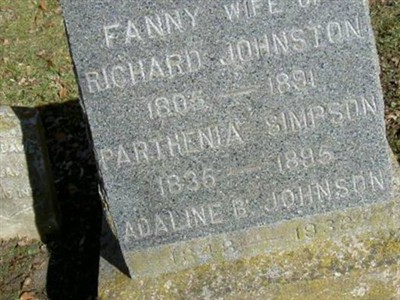 FANNY WIFE OF
RICHARD JOHNSTON
1805 — 1891
PARTHENIA SIMPSON
1835 — 1895
ADALINE B. JOHNSON